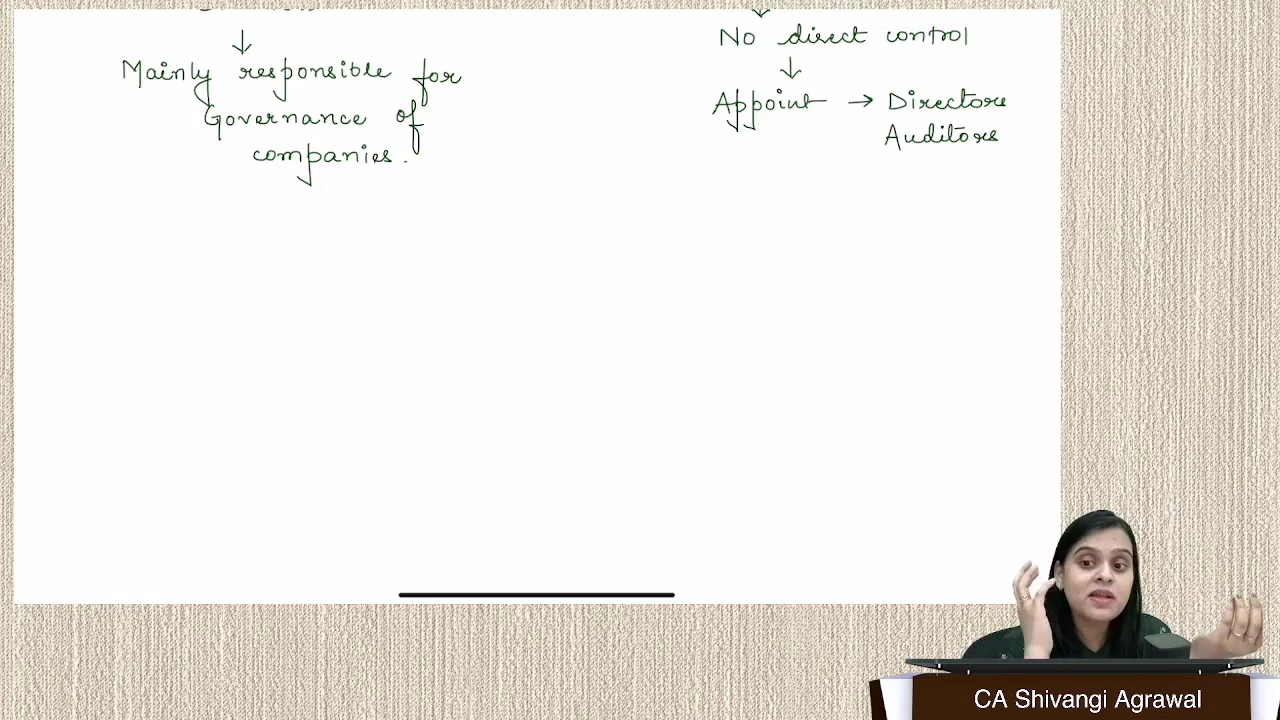 Mainly responsible for
Governance of
companies.
No direct control
Appoint → Directors
Auditors
CA Shivangi Agrawal